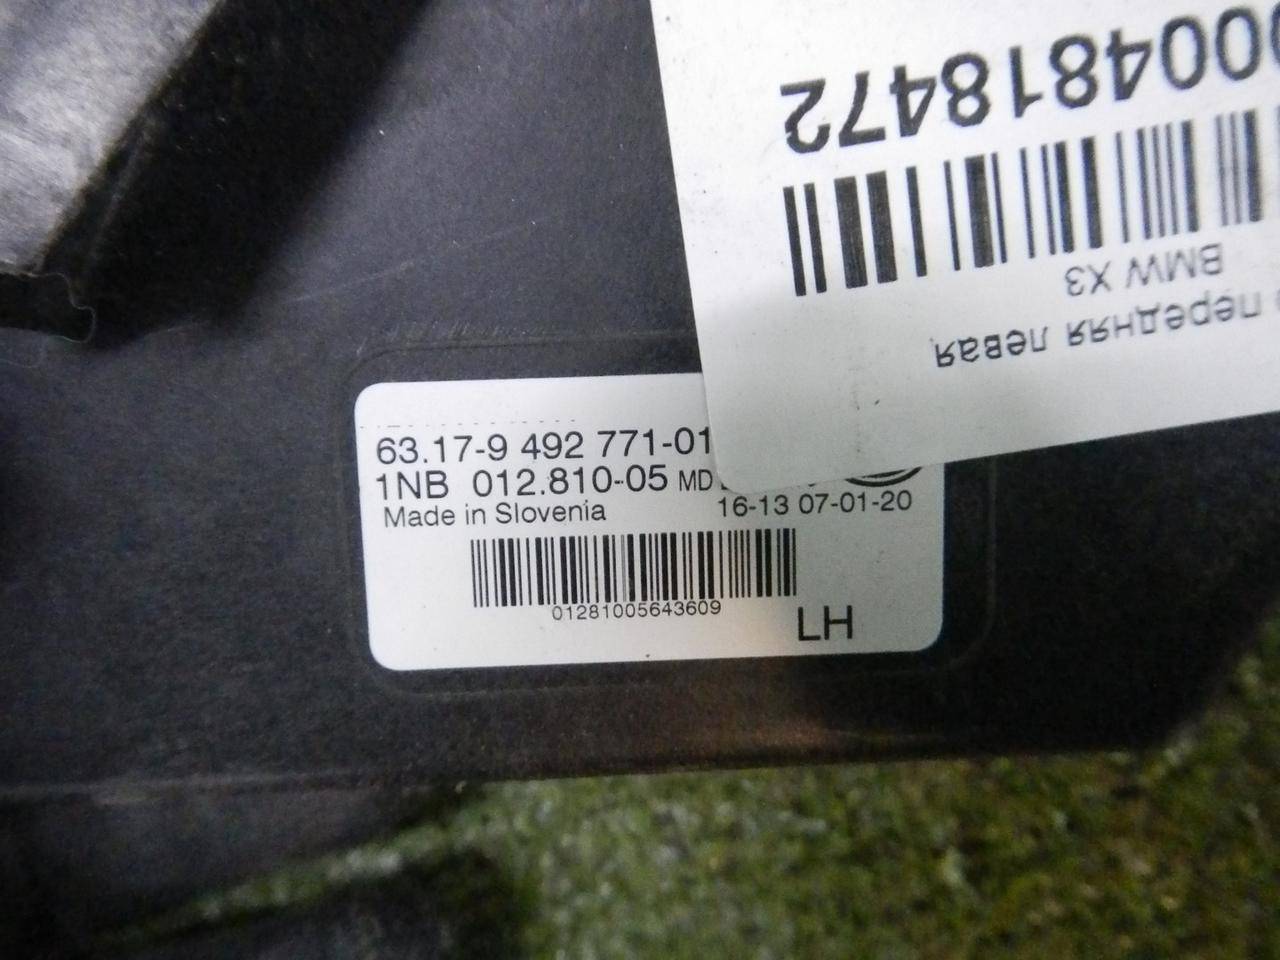 004818472
BMW X3
передняя левая
63.17-9 492 771-01
1NB 012.810-05 MD
Made in Slovenia
16-13 07-01-20
01281005643609
LH